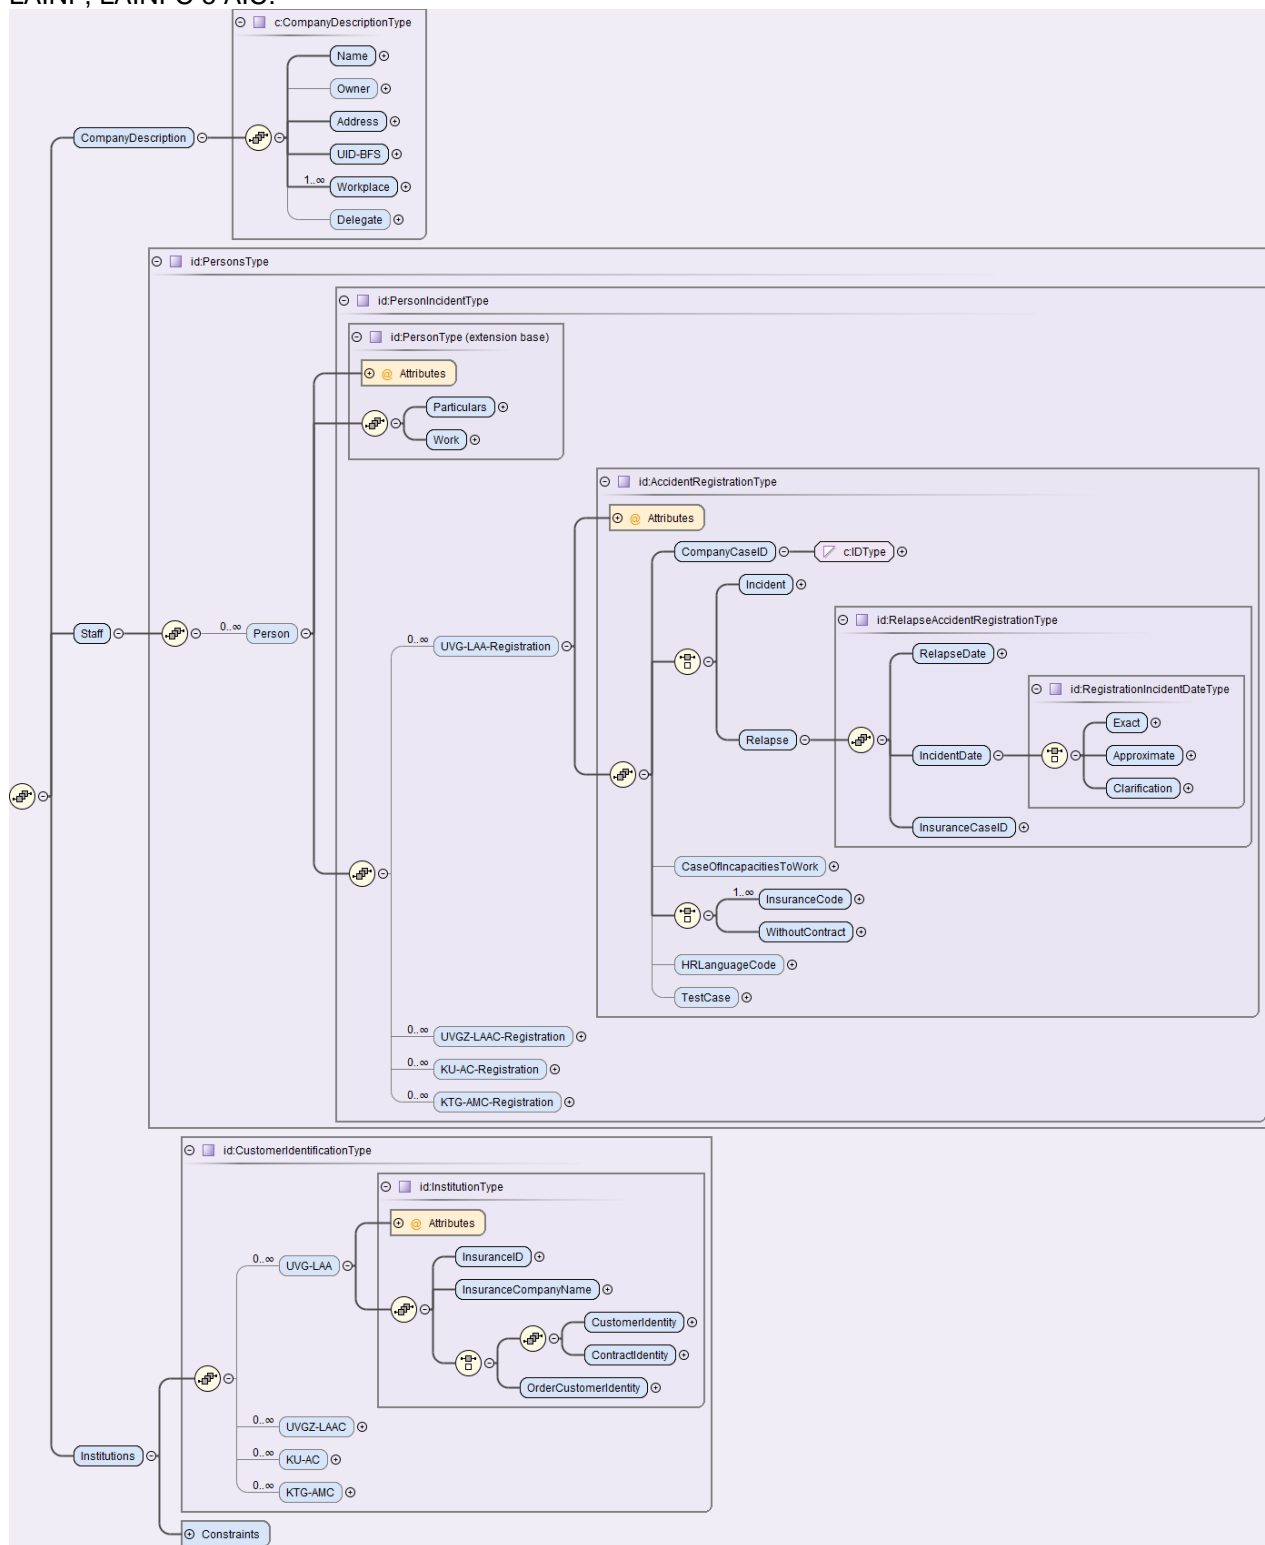 c:CompanyDescriptionType
Name
Owner
Address
UID-BFS
1..∞ Workplace
Delegate
CompanyDescription
id:PersonsType
id:PersonIncidentType
id:PersonType (extension base)
@ Attributes
Particulars
Work
id:AccidentRegistrationType
@ Attributes
CompanyCaseID
c:IDType
Incident
id:RelapseAccidentRegistrationType
Staff
0..∞ Person
0..∞ UVG-LAA-Registration
RelapseDate
id:RegistrationIncidentDateType
Exact
Relapse
IncidentDate
Approximate
Clarification
InsuranceCaseID
CaseOfIncapacitiesToWork
1..∞ InsuranceCode
WithoutContract
HRLanguageCode
TestCase
0..∞ UVGZ-LAAC-Registration
0..∞ KU-AC-Registration
0..∞ KTG-AMC-Registration
id:CustomerIdentificationType
id:InstitutionType
@ Attributes
InsuranceID
0..∞ UVG-LAA
InsuranceCompanyName
CustomerIdentity
ContractIdentity
OrderCustomerIdentity
0..∞ UVGZ-LAAC
Institutions
0..∞ KU-AC
0..∞ KTG-AMC
Constraints